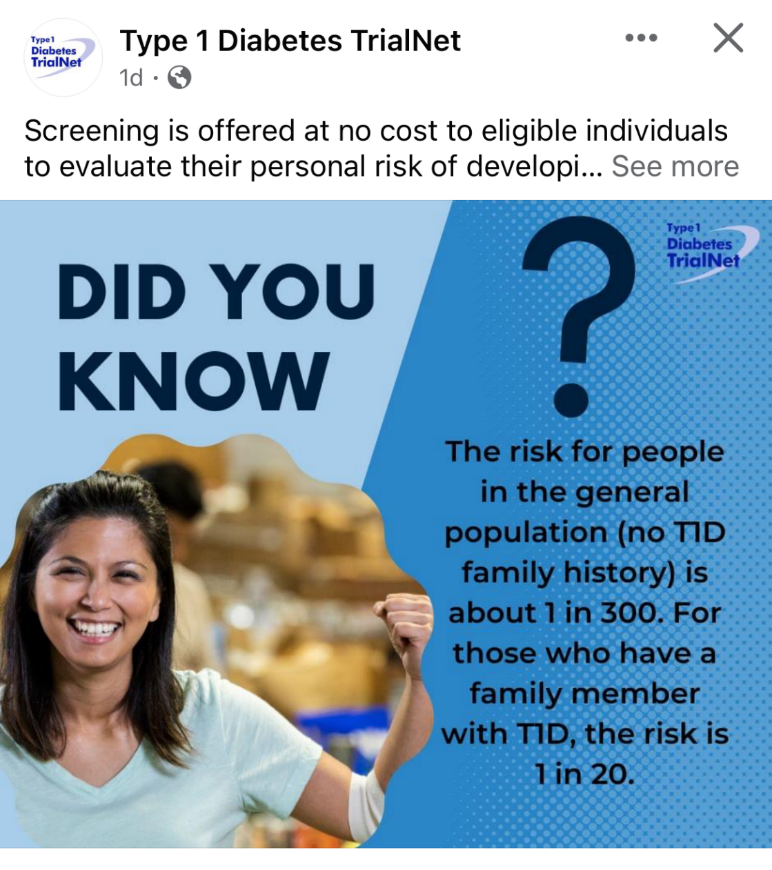 Type 1
Diabetes
TrialNet
Type 1 Diabetes TrialNet
1d ·
Screening is offered at no cost to eligible individuals
to evaluate their personal risk of developi... See more
Type 1
Diabetes
TrialNet
DID YOU
KNOW
?
The risk for people
in the general
population (no T1D
family history) is
about 1 in 300. For
those who have a
family member
with T1D, the risk is
1 in 20.